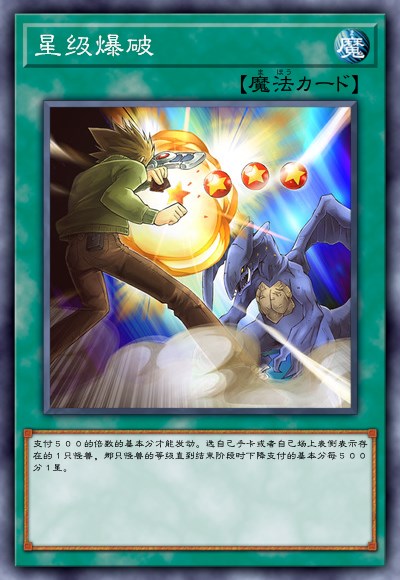 星级爆破
魔
【魔法カード】
ま ほう
支付５００的倍数的基本分才能发动。选自己手卡或者自己场上表侧表示存
在的１只怪兽，那只怪兽的等级直到结束阶段时下降支付的基本分每５００
分１星。